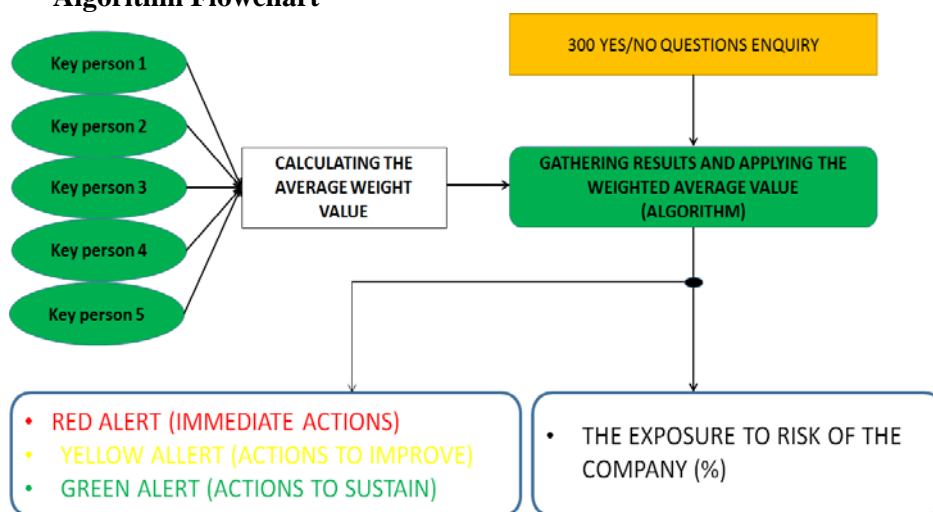 Algorithm Flowchart
Key person 1
Key person 2
Key person 3
Key person 4
Key person 5
CALCULATING THE
AVERAGE WEIGHT
VALUE
300 YES/NO QUESTIONS ENQUIRY
GATHERING RESULTS AND APPLYING THE
WEIGHTED AVERAGE VALUE
(ALGORITHM)
• RED ALERT (IMMEDIATE ACTIONS)
• YELLOW ALLERT (ACTIONS TO IMPROVE)
• GREEN ALERT (ACTIONS TO SUSTAIN)
• THE EXPOSURE TO RISK OF THE
COMPANY (%)